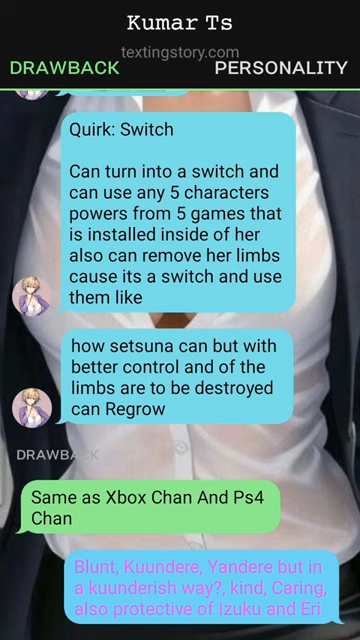 Kumar Ts
textingstory.com
DRAWBACK
PERSONALITY
Quirk: Switch
Can turn into a switch and
can use any 5 characters
powers from 5 games that
is installed inside of her
also can remove her limbs
cause its a switch and use
them like
how setsuna can but with
better control and of the
limbs are to be destroyed
can Regrow
DRAWBACK
Same as Xbox Chan And Ps4
Chan
Blunt, Kuundere, Yandere but in
a kuunderish way?, kind, Caring,
also protective of Izuku and Eri